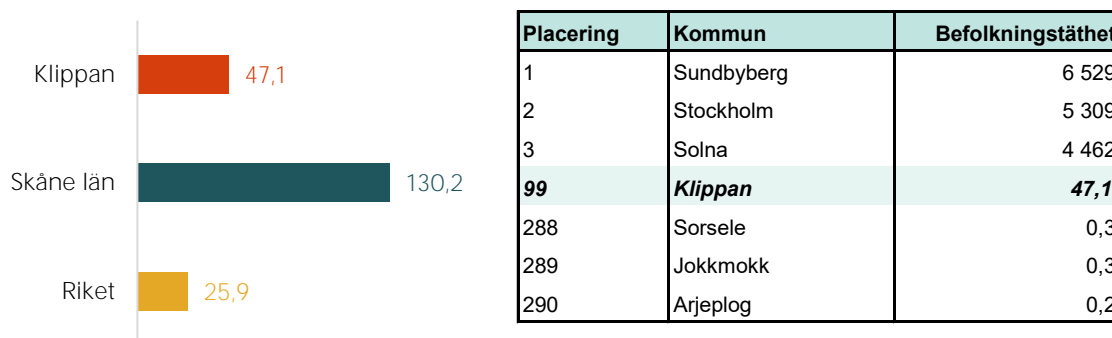 Klippan 47,1
Skåne län 130,2
Riket 25,9
Placering Kommun Befolkningstäthet
1 Sundbyberg 6 529
2 Stockholm 5 309
3 Solna 4 462
99 Klippan 47,1
288 Sorsele 0,3
289 Jokkmokk 0,3
290 Arjeplog 0,2